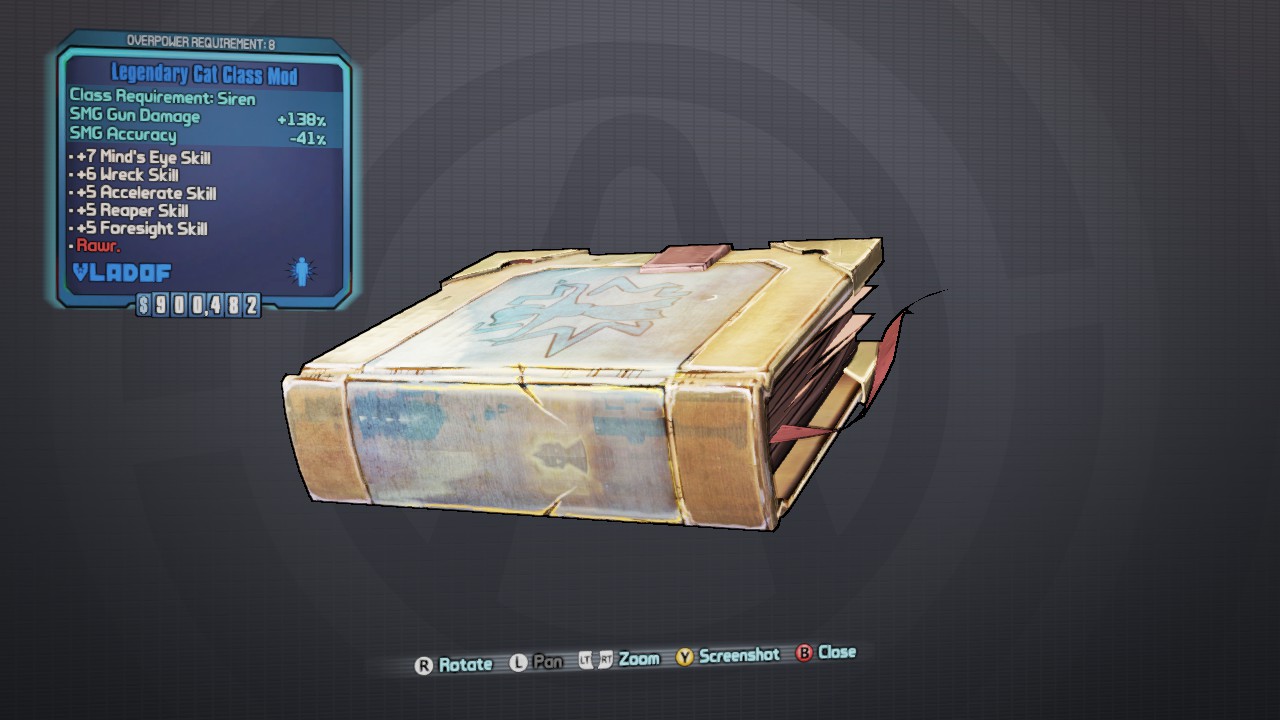 OVERPOWER REQUIREMENT: 8
Legendary Cat Class Mod
Class Requirement: Siren
SMG Gun Damage +138%
SMG Accuracy -41%
▪ +7 Mind's Eye Skill
▪ +6 Wreck Skill
▪ +5 Accelerate Skill
▪ +5 Reaper Skill
▪ +5 Foresight Skill
▪ Rawr.
VLADOF
$900,482
R Rotate L Pan LT RT Zoom Y Screenshot B Close